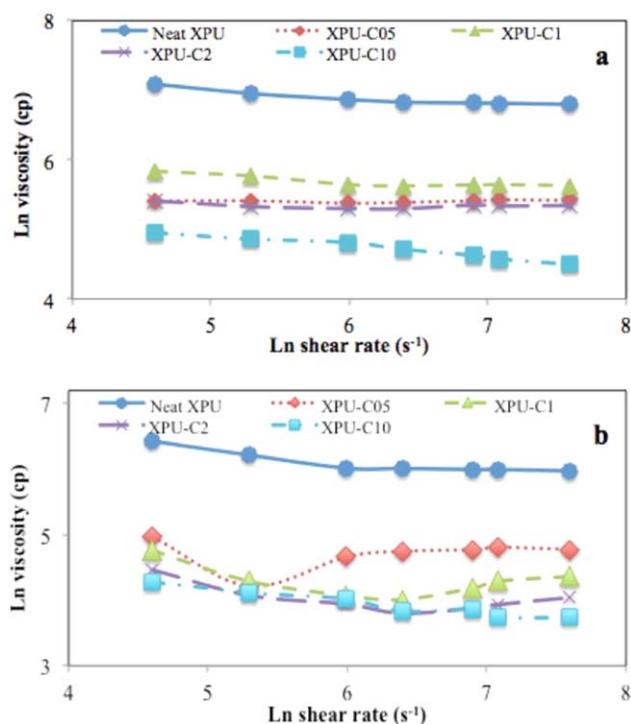 8
Neat XPU XPU-C05 XPU-C1
XPU-C2 XPU-C10
a
6
4
4 5 6 7 8
Ln viscosity (cp)
Ln shear rate (s⁻¹)
7
Neat XPU XPU-C05 XPU-C1
XPU-C2 XPU-C10
b
5
3
4 5 6 7 8
Ln viscosity (cp)
Ln shear rate (s⁻¹)